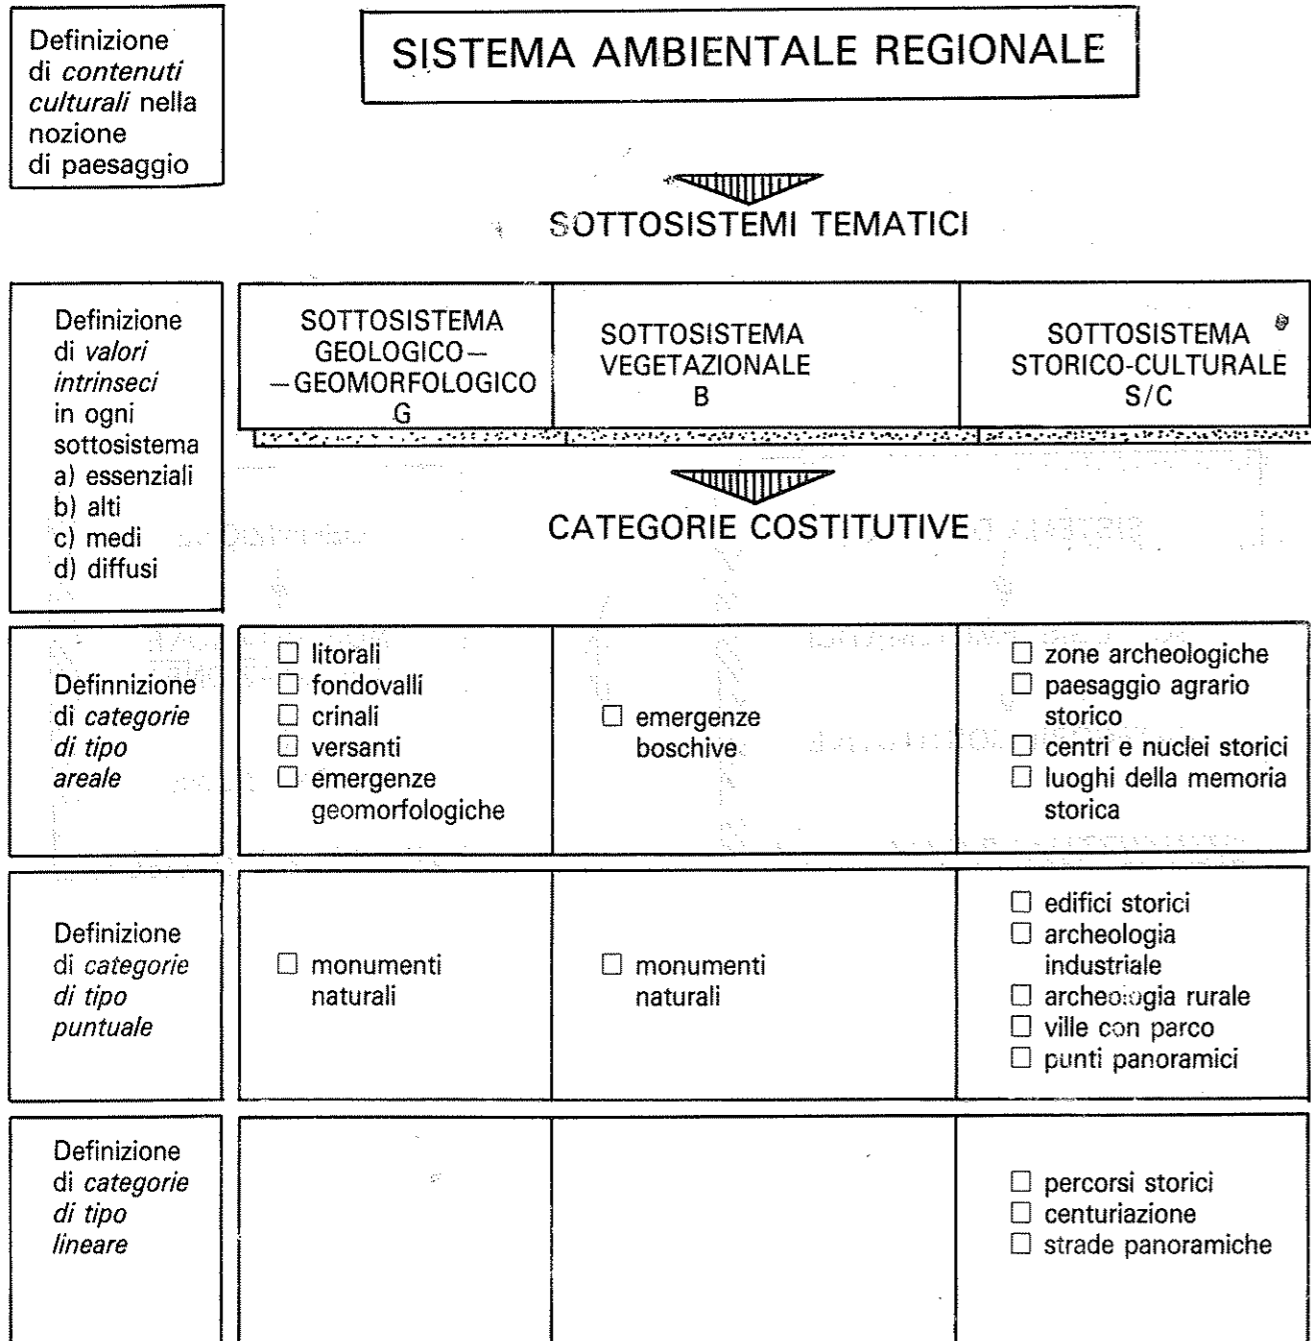 Definizione
di contenuti
culturali nella
nozione
di paesaggio
SISTEMA AMBIENTALE REGIONALE
SOTTOSISTEMI TEMATICI
Definizione
di valori
intrinseci
in ogni
sottosistema
a) essenziali
b) alti
c) medi
d) diffusi
SOTTOSISTEMA
GEOLOGICO—
—GEOMORFOLOGICO
G
SOTTOSISTEMA
VEGETAZIONALE
B
SOTTOSISTEMA
STORICO-CULTURALE
S/C
CATEGORIE COSTITUTIVE
Definnizione
di categorie
di tipo
areale
☐ litorali
☐ fondovalli
☐ crinali
☐ versanti
☐ emergenze
geomorfologiche
☐ emergenze
boschive
☐ zone archeologiche
☐ paesaggio agrario
storico
☐ centri e nuclei storici
☐ luoghi della memoria
storica
Definizione
di categorie
di tipo
puntuale
☐ monumenti
naturali
☐ monumenti
naturali
☐ edifici storici
☐ archeologia
industriale
☐ archeologia rurale
☐ ville con parco
☐ punti panoramici
Definizione
di categorie
di tipo
lineare
☐ percorsi storici
☐ centuriazione
☐ strade panoramiche